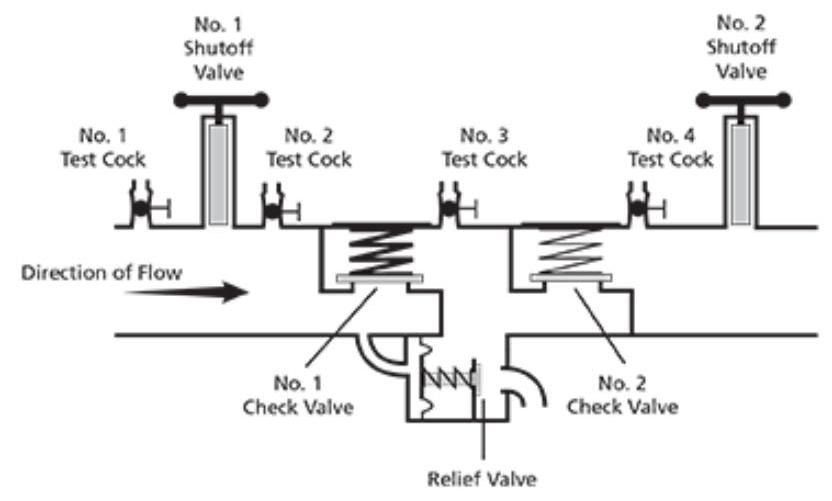 No. 1
Shutoff
Valve
No. 2
Shutoff
Valve
No. 1
Test Cock
No. 2
Test Cock
No. 3
Test Cock
No. 4
Test Cock
Direction of Flow
No. 1
Check Valve
No. 2
Check Valve
Relief Valve